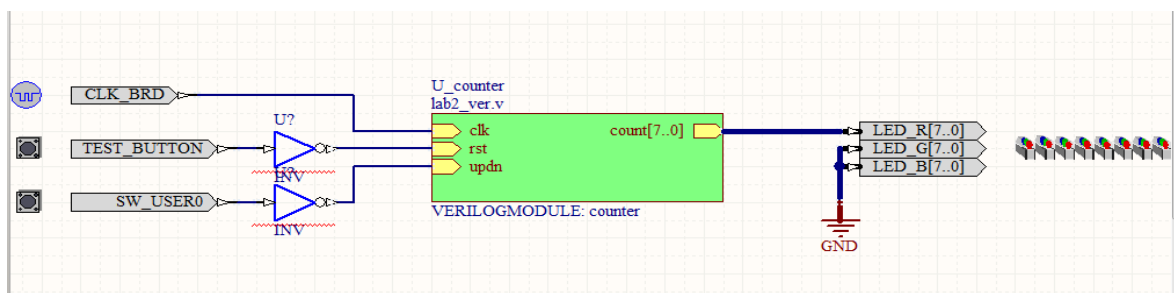 U_counter
lab2_ver.v
CLK_BRD
clk
count[7..0]
LED_R[7..0]
U?
TEST_BUTTON
rst
LED_G[7..0]
INV
updn
LED_B[7..0]
SW_USER0
VERILOGMODULE: counter
INV
GND